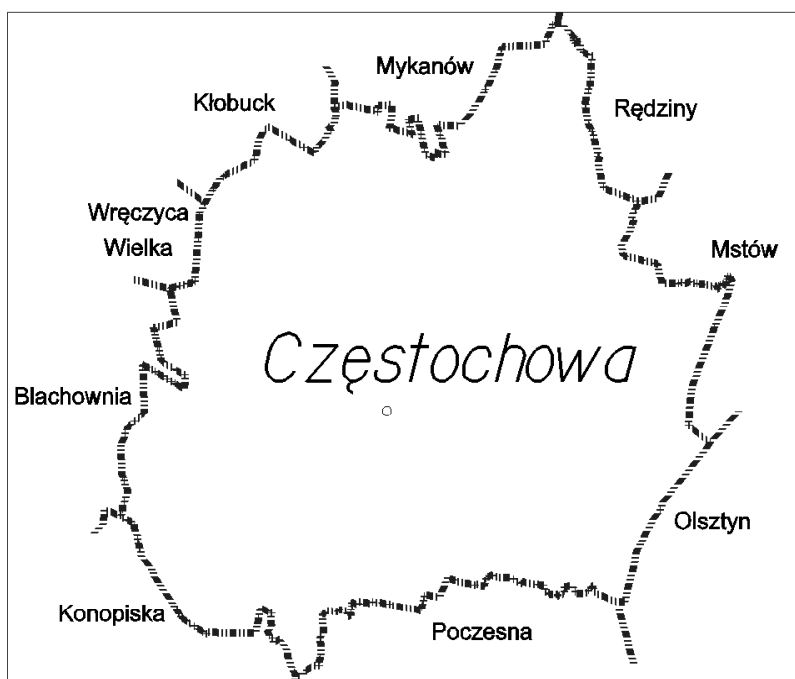 Mykanów
Kłobuck
Rędziny
Wręczyca
Wielka
Mstów
Częstochowa
Blachownia
Olsztyn
Konopiska
Poczesna